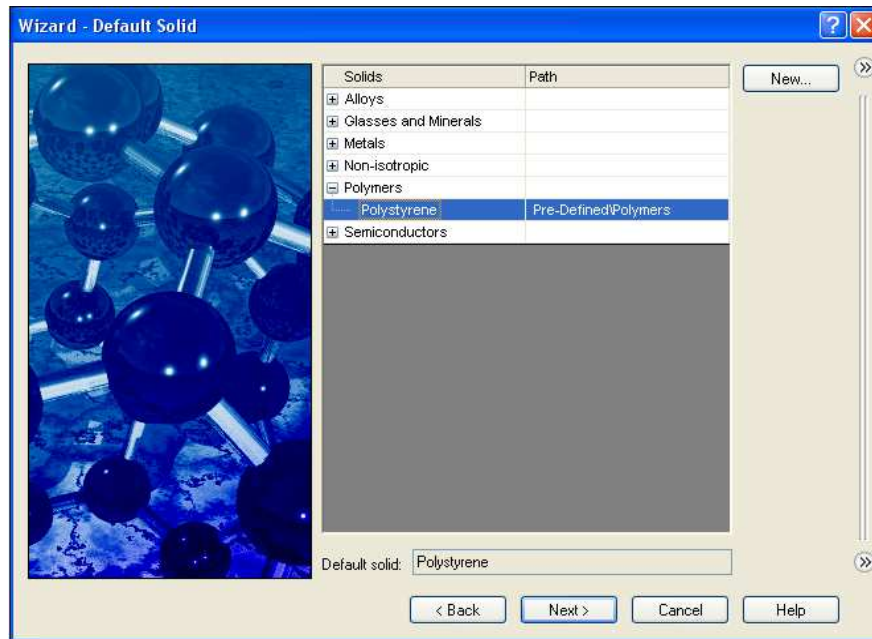 Wizard - Default Solid
Solids Path
New...
Alloys
Glasses and Minerals
Metals
Non-isotropic
Polymers
Polystyrene Pre-Defined\Polymers
Semiconductors
Default solid: Polystyrene
< Back Next > Cancel Help